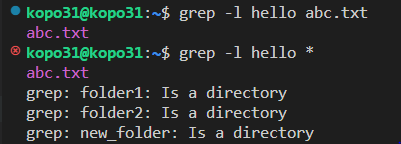 kopo31@kopo31:~$ grep -l hello abc.txt
abc.txt
kopo31@kopo31:~$ grep -l hello *
abc.txt
grep: folder1: Is a directory
grep: folder2: Is a directory
grep: new_folder: Is a directory